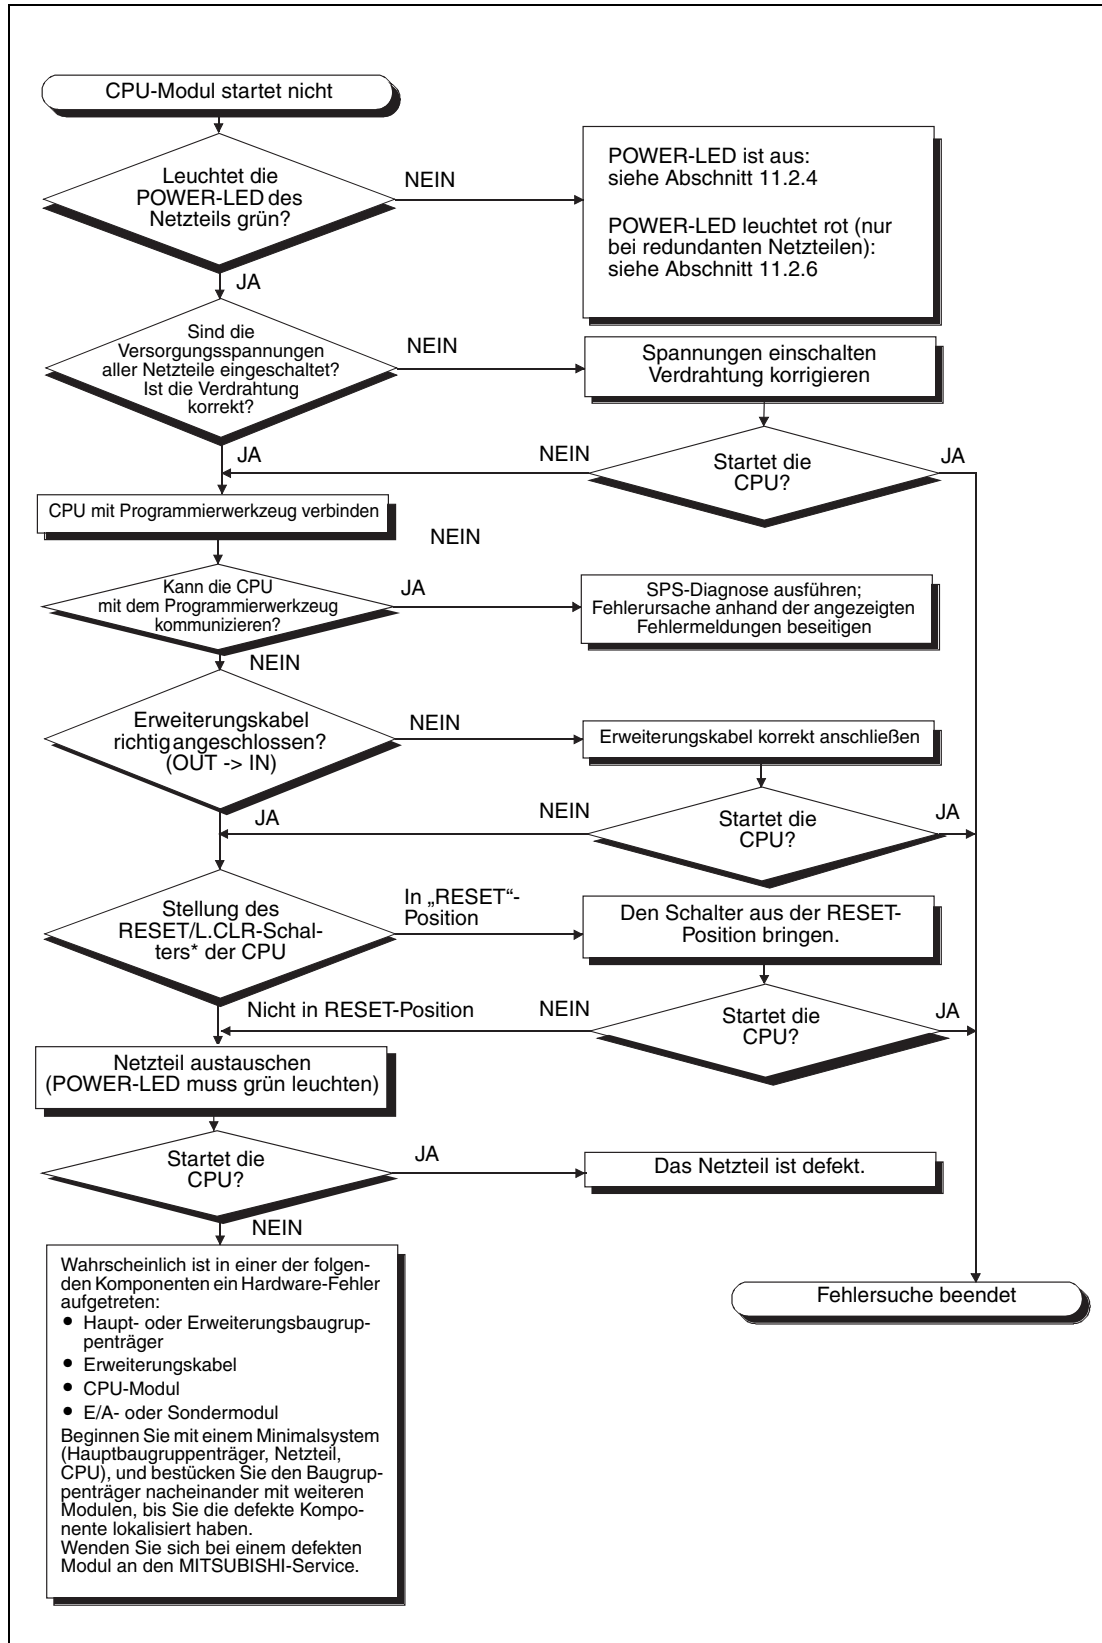 CPU-Modul startet nicht
Leuchtet die
POWER-LED des
Netzteils grün?
NEIN
POWER-LED ist aus:
siehe Abschnitt 11.2.4
POWER-LED leuchtet rot (nur
bei redundanten Netzteilen):
siehe Abschnitt 11.2.6
JA
Sind die
Versorgungsspannungen
aller Netzteile eingeschaltet?
Ist die Verdrahtung
korrekt?
NEIN
Spannungen einschalten
Verdrahtung korrigieren
JA
NEIN
Startet die
CPU?
JA
CPU mit Programmierwerkzeug verbinden
NEIN
Kann die CPU
mit dem Programmierwerkzeug
kommunizieren?
JA
SPS-Diagnose ausführen;
Fehlerursache anhand der angezeigten
Fehlermeldungen beseitigen
NEIN
Erweiterungskabel
richtig angeschlossen?
(OUT -> IN)
NEIN
Erweiterungskabel korrekt anschließen
JA
NEIN
Startet die
CPU?
JA
Stellung des
RESET/L.CLR-Schal-
ters* der CPU
In „RESET“-
Position
Den Schalter aus der RESET-
Position bringen.
Nicht in RESET-Position
NEIN
Startet die
CPU?
JA
Netzteil austauschen
(POWER-LED muss grün leuchten)
Startet die
CPU?
JA
Das Netzteil ist defekt.
NEIN
Wahrscheinlich ist in einer der folgen-
den Komponenten ein Hardware-Fehler
aufgetreten:
● Haupt- oder Erweiterungsbaugrup-
penträger
● Erweiterungskabel
● CPU-Modul
● E/A- oder Sondermodul
Beginnen Sie mit einem Minimalsystem
(Hauptbaugruppenträger, Netzteil,
CPU), und bestücken Sie den Baugrup-
penträger nacheinander mit weiteren
Modulen, bis Sie die defekte Kompo-
nente lokalisiert haben.
Wenden Sie sich bei einem defekten
Modul an den MITSUBISHI-Service.
Fehlersuche beendet